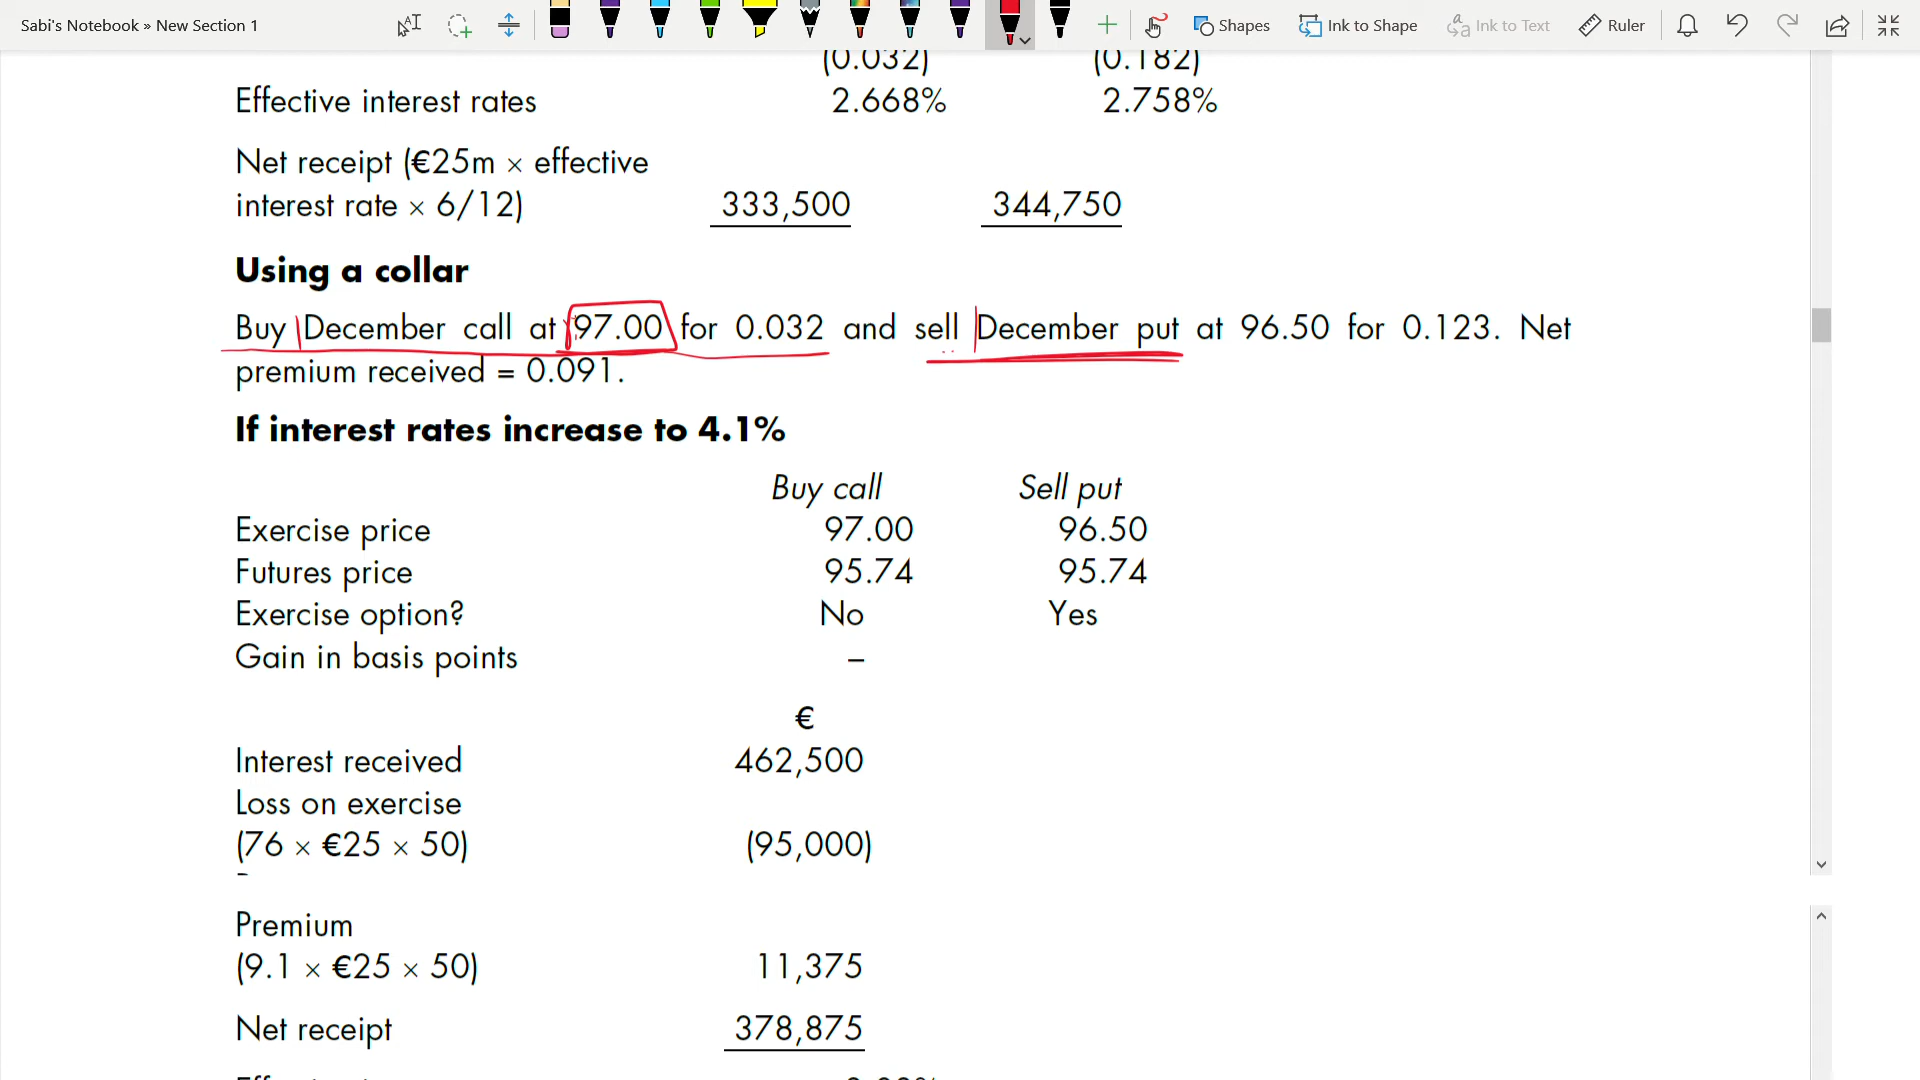 Sabi's Notebook » New Section 1
Shapes Ink to Shape Ink to Text Ruler
(0.032) (0.182)
Effective interest rates 2.668% 2.758%
Net receipt (€25m × effective
interest rate × 6/12) 333,500 344,750
Using a collar
Buy December call at 97.00 for 0.032 and sell December put at 96.50 for 0.123. Net
premium received = 0.091.
If interest rates increase to 4.1%
Buy call Sell put
Exercise price 97.00 96.50
Futures price 95.74 95.74
Exercise option? No Yes
Gain in basis points –
€
Interest received 462,500
Loss on exercise
(76 × €25 × 50) (95,000)
Premium
(9.1 × €25 × 50) 11,375
Net receipt 378,875